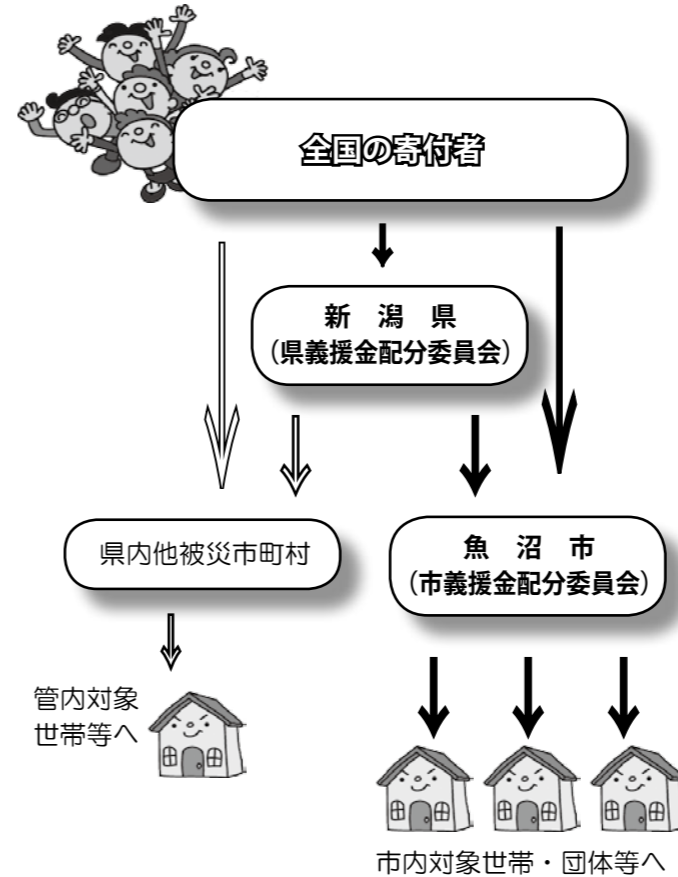 全国の寄付者
新潟県
（県義援金配分委員会）
県内他被災市町村
魚沼市
（市義援金配分委員会）
管内対象
世帯等へ
市内対象世帯・団体等へ